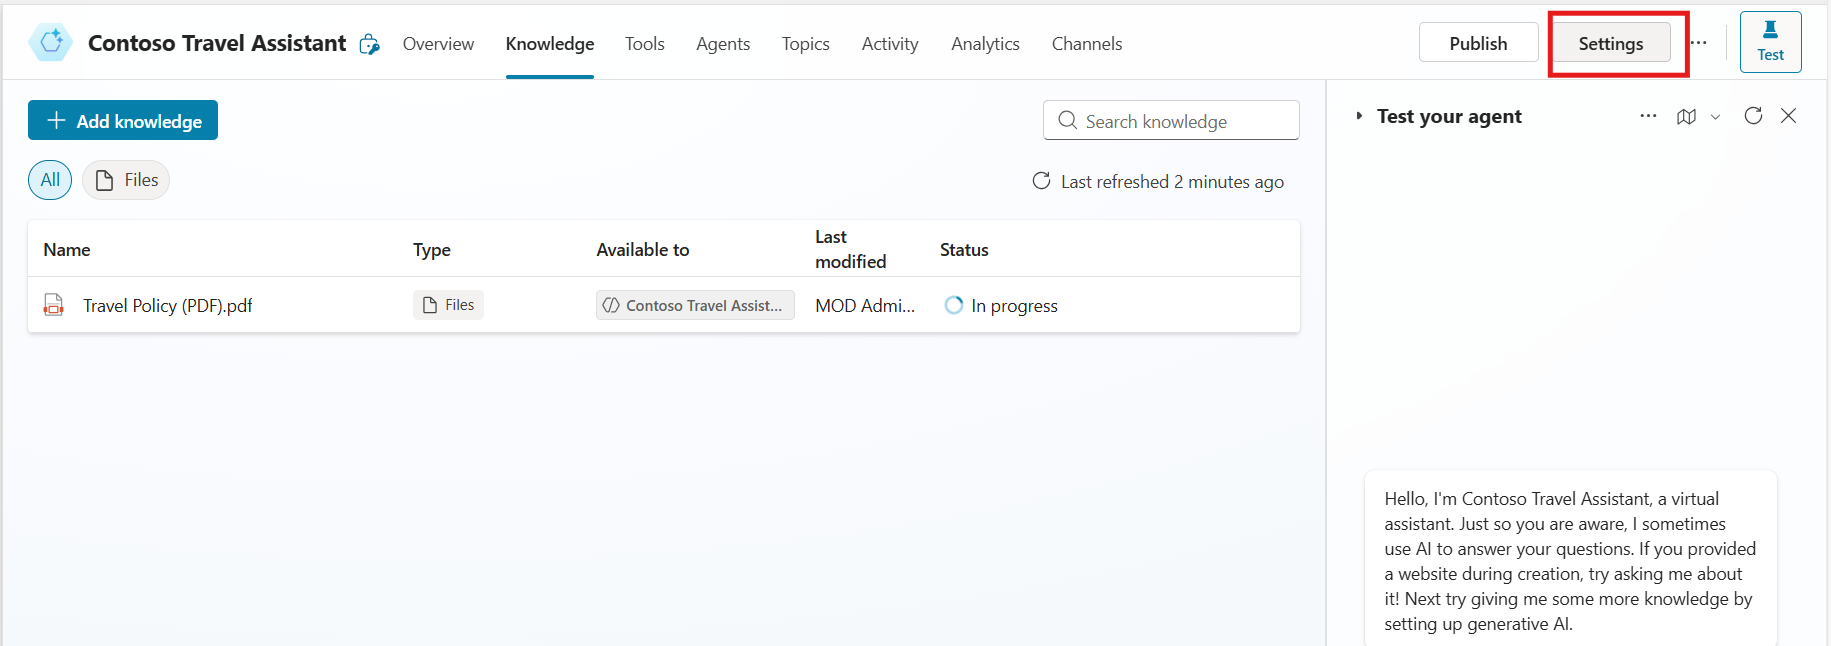 Contoso Travel Assistant Overview Knowledge Tools Agents Topics Activity Analytics Channels Publish Settings ... Test
Add knowledge
Search knowledge
All Files
Last refreshed 2 minutes ago
Name Type Available to Last modified Status
Travel Policy (PDF).pdf Files Contoso Travel Assist... MOD Admi... In progress
Test your agent
Hello, I'm Contoso Travel Assistant, a virtual
assistant. Just so you are aware, I sometimes
use AI to answer your questions. If you provided
a website during creation, try asking me about
it! Next try giving me some more knowledge by
setting up generative AI.